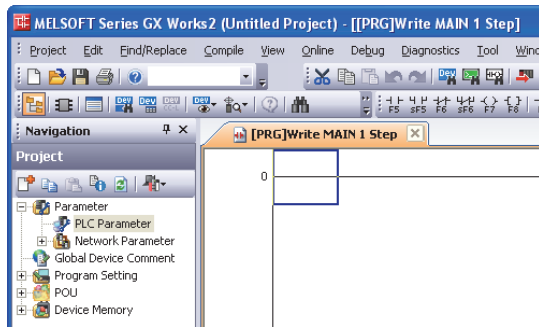 MELSOFT Series GX Works2 (Untitled Project) - [[PRG]Write MAIN 1 Step]
Project Edit Find/Replace Compile View Online Debug Diagnostics Tool
F5 sF5 F6 sF6 F7 F8
Navigation
[PRG]Write MAIN 1 Step
Project
0
Parameter
PLC Parameter
Network Parameter
Global Device Comment
Program Setting
POU
Device Memory